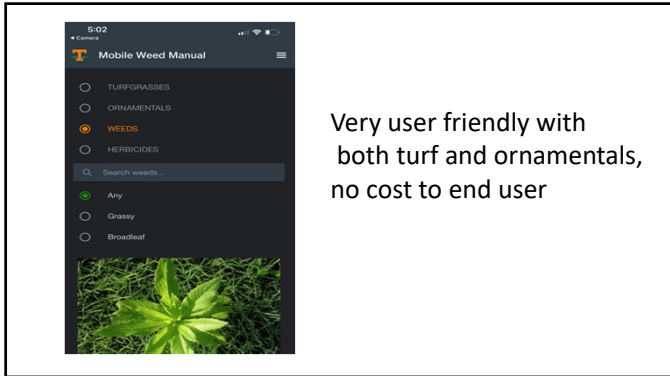 5:02
◂ Camera
T Mobile Weed Manual
TURFGRASSES
ORNAMENTALS
WEEDS
HERBICIDES
Search weeds...
Any
Grassy
Broadleaf
Very user friendly with
both turf and ornamentals,
no cost to end user